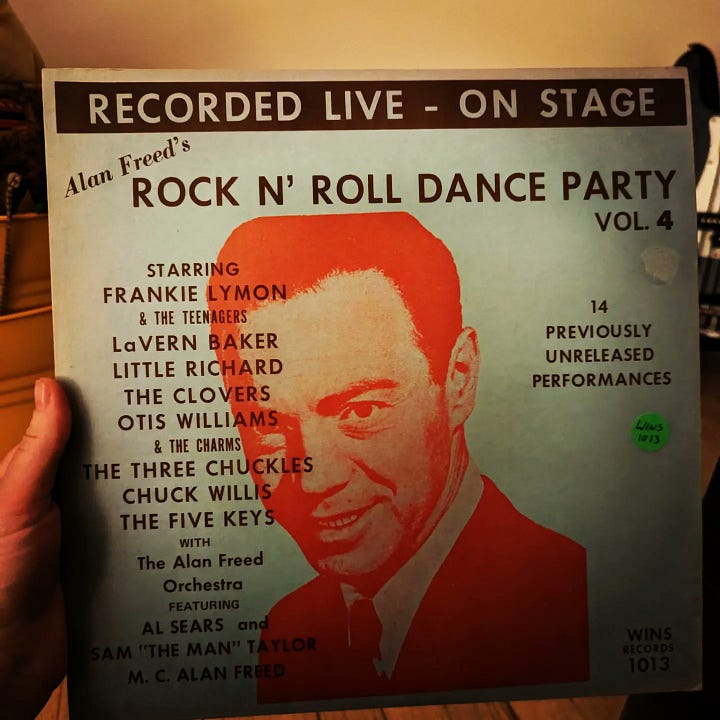 RECORDED LIVE - ON STAGE
Alan Freed's
ROCK N' ROLL DANCE PARTY
VOL. 4
STARRING
FRANKIE LYMON
& THE TEENAGERS
LaVERN BAKER
LITTLE RICHARD
THE CLOVERS
OTIS WILLIAMS
& THE CHARMS
THE THREE CHUCKLES
CHUCK WILLIS
THE FIVE KEYS
WITH
The Alan Freed
Orchestra
FEATURING
AL SEARS and
SAM "THE MAN" TAYLOR
M. C. ALAN FREED
14
PREVIOUSLY
UNRELEASED
PERFORMANCES
WINS
1013
WINS
RECORDS
1013